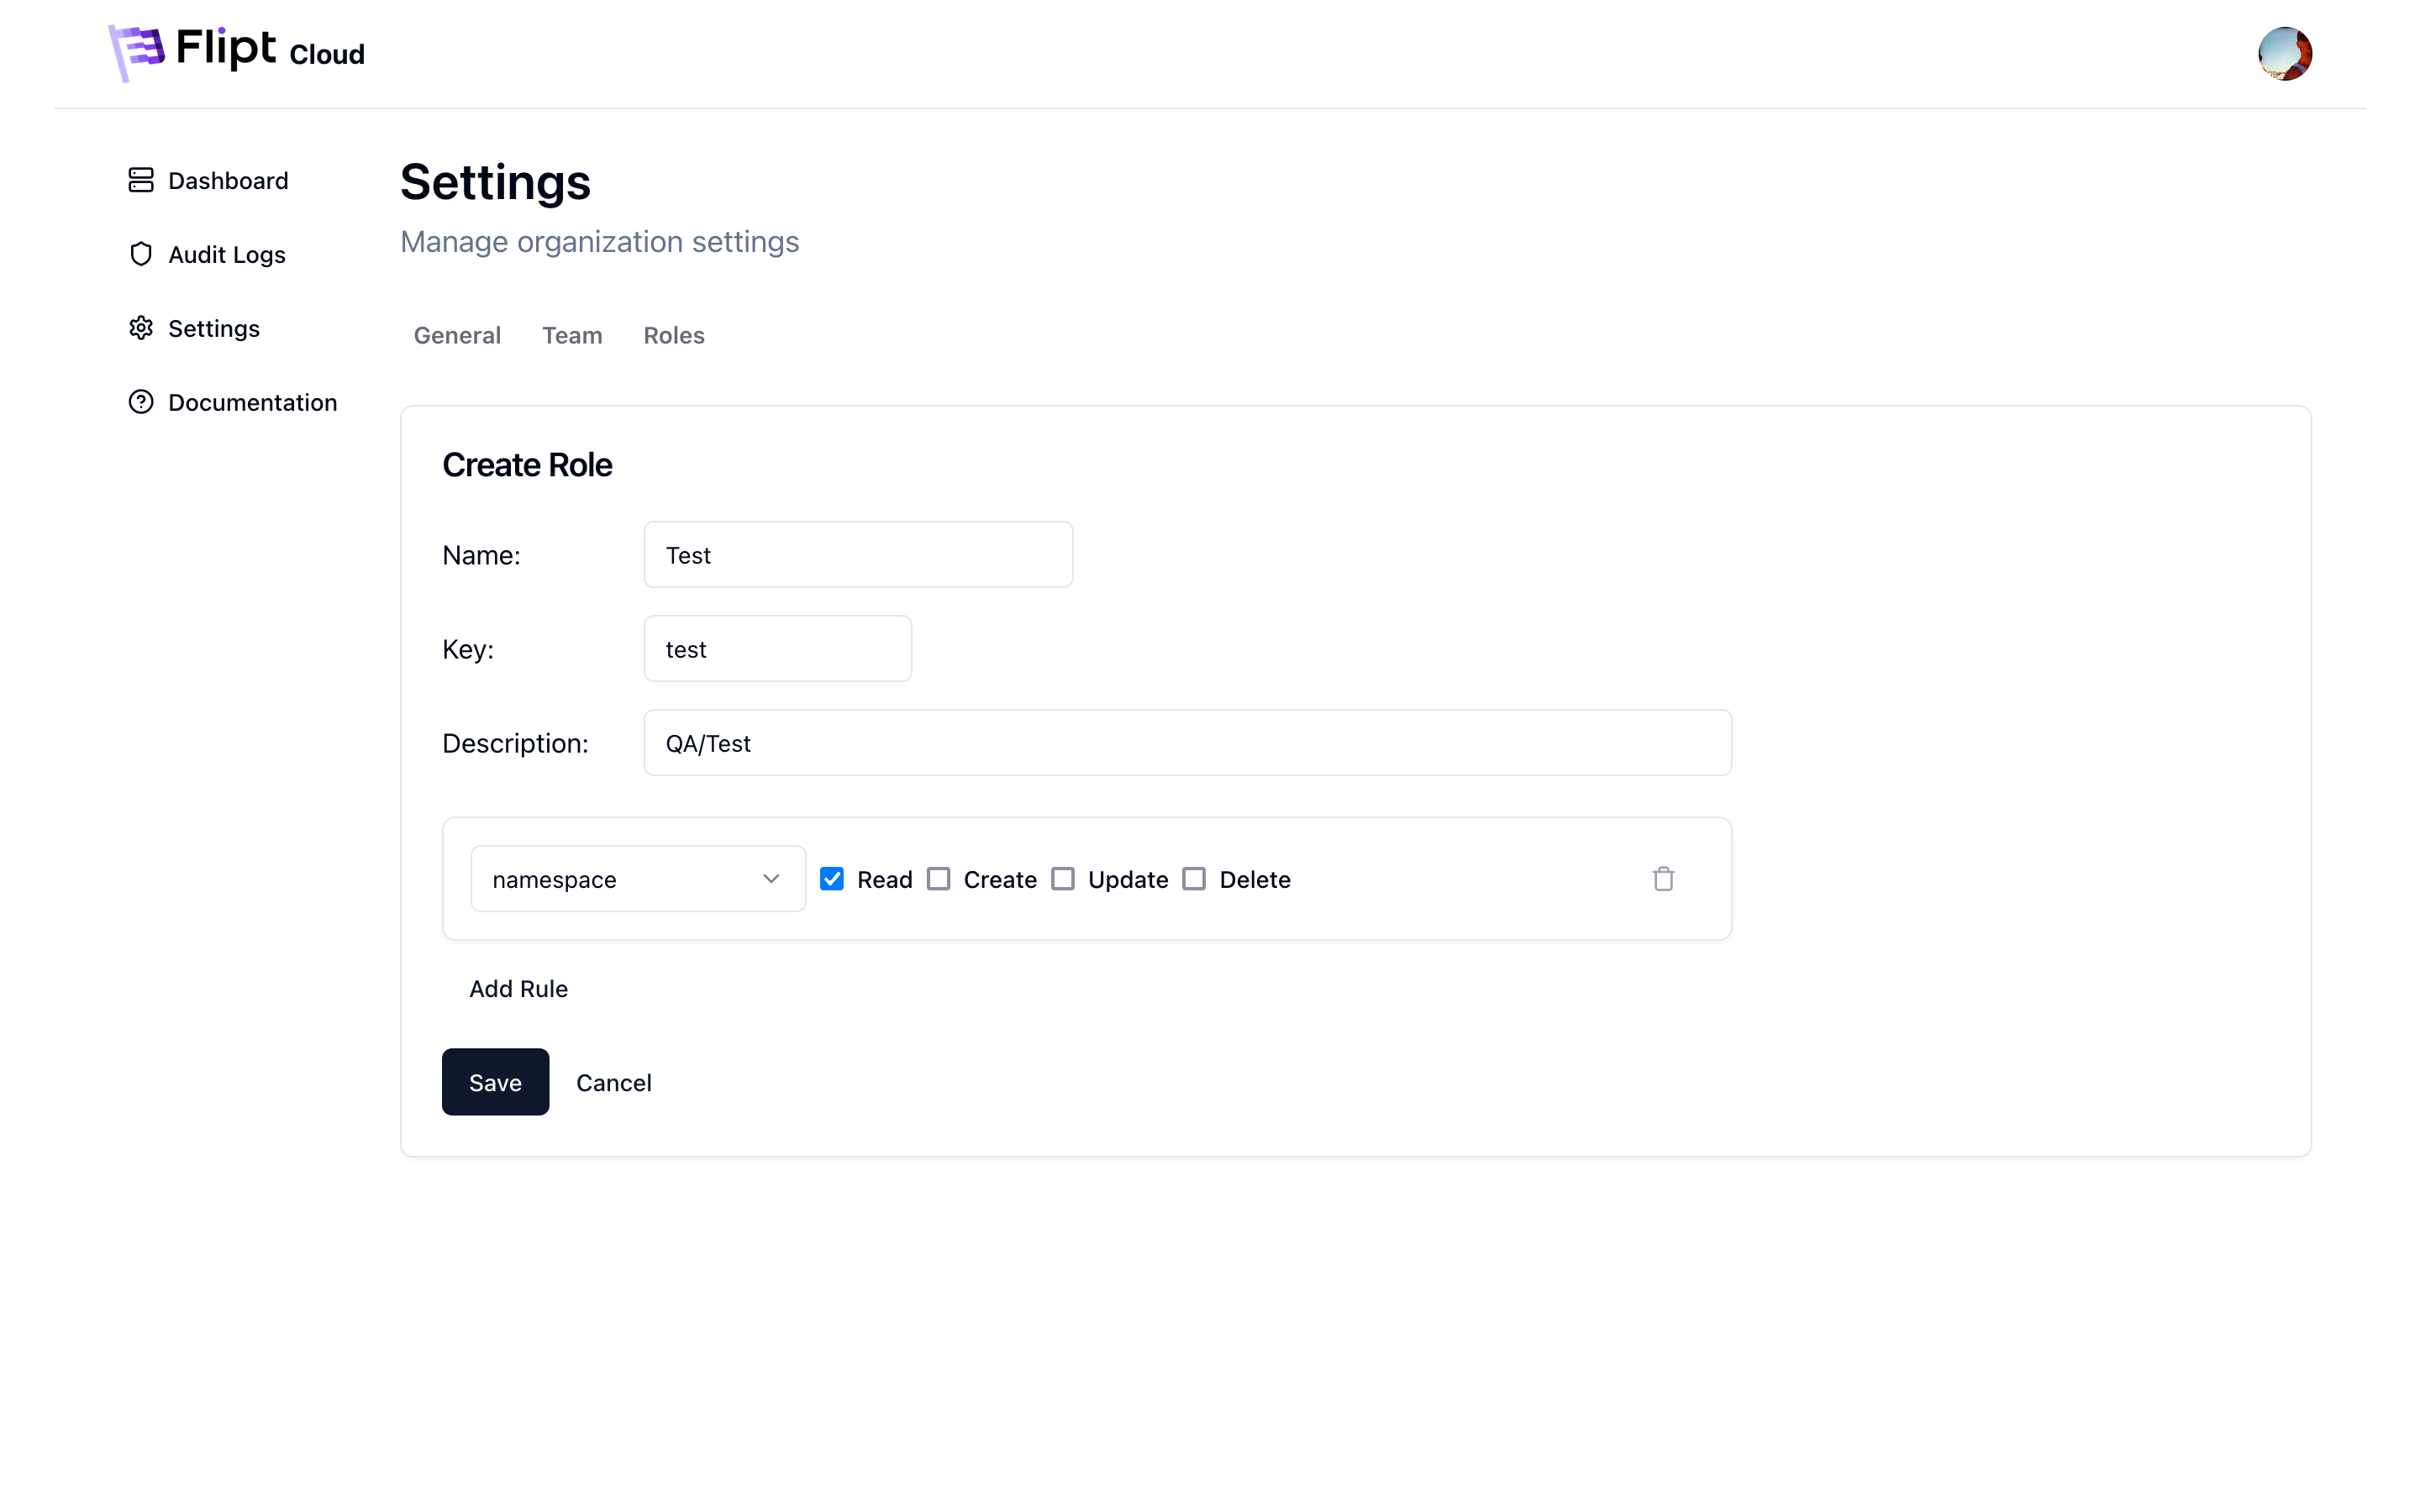 Flipt Cloud
Dashboard
Audit Logs
Settings
Documentation
Settings
Manage organization settings
General Team Roles
Create Role
Name: Test
Key: test
Description: QA/Test
namespace Read Create Update Delete
Add Rule
Save Cancel